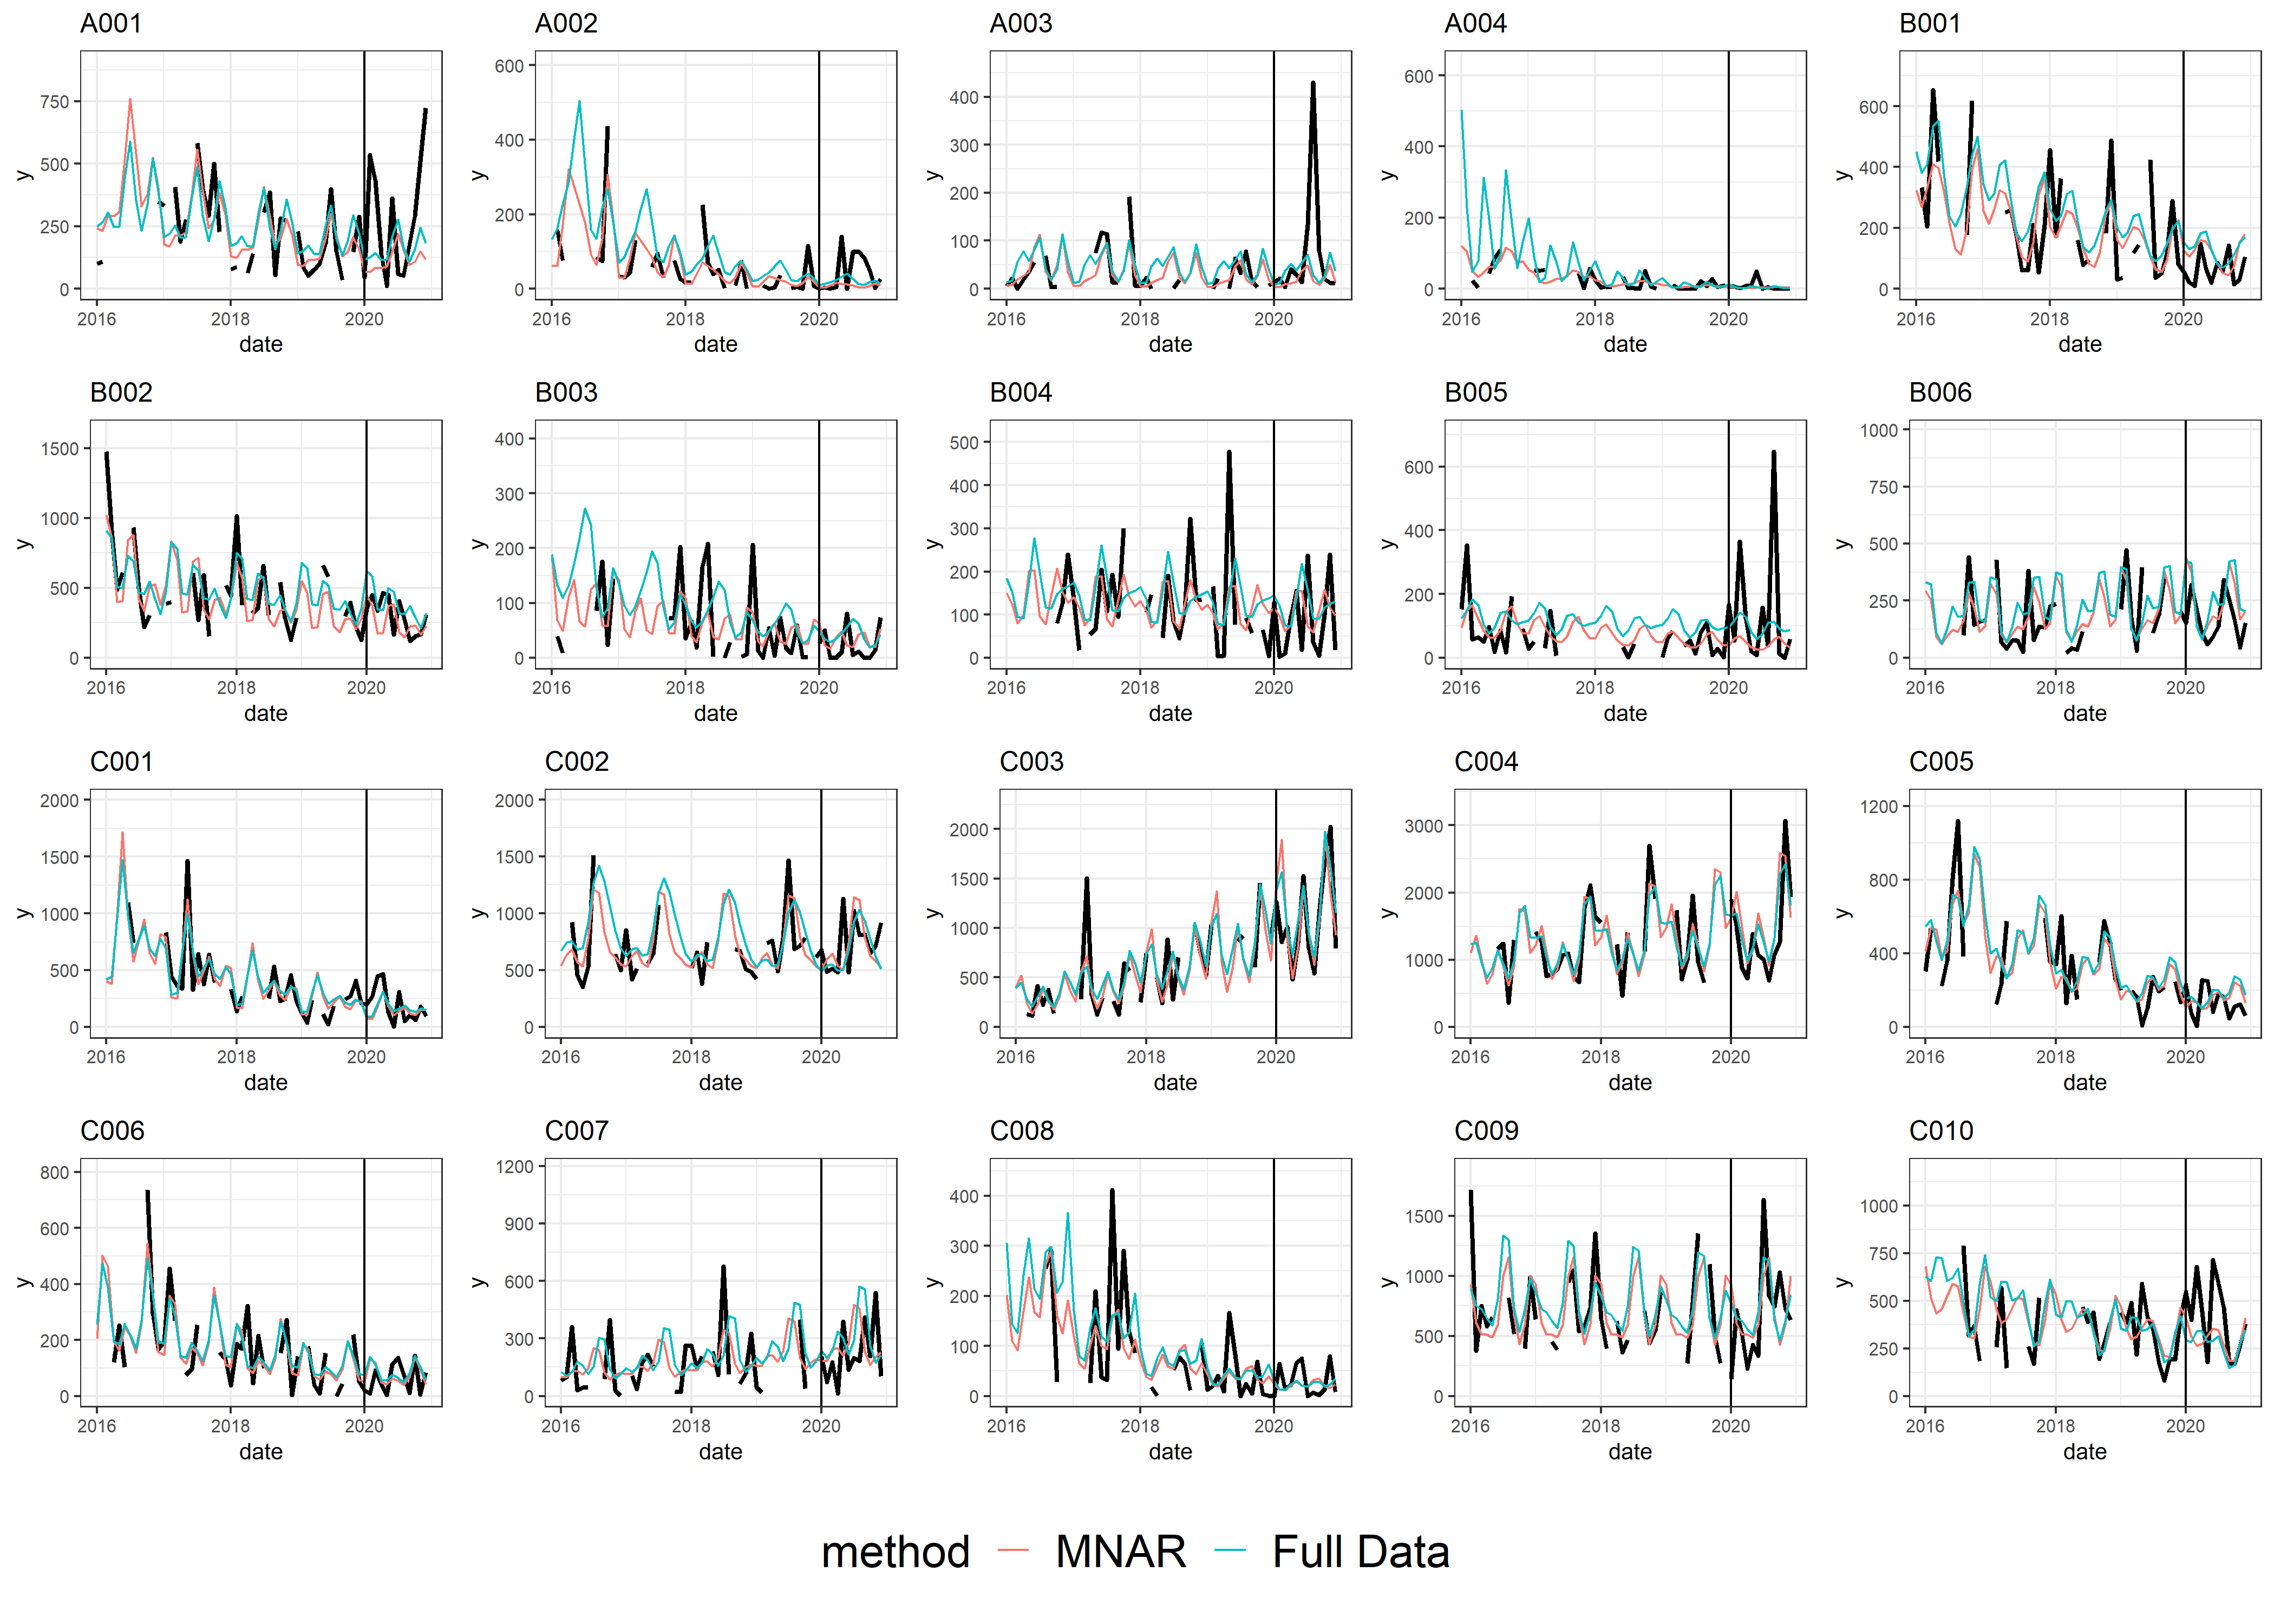 A001 A002 A003 A004 B001
750 600 400 600 600
500 400 300 400 400
250 200 200 200 200
0 0 100 0 0
0
y y y y y
2016 2018 2020 2016 2018 2020 2016 2018 2020 2016 2018 2020 2016 2018 2020
date date date date date
B002 B003 B004 B005 B006
1500 400 500 600 1000
1000 300 400 400 750
500 200 300 200 500
0 100 200 0 250
0 100 0
0
y y y y y
2016 2018 2020 2016 2018 2020 2016 2018 2020 2016 2018 2020 2016 2018 2020
date date date date date
C001 C002 C003 C004 C005
2000 2000 2000 3000 1200
1500 1500 1500 2000 800
1000 1000 1000 1000 400
500 500 500 0 0
0 0 0
y y y y y
2016 2018 2020 2016 2018 2020 2016 2018 2020 2016 2018 2020 2016 2018 2020
date date date date date
C006 C007 C008 C009 C010
800 1200 400 1500 1000
600 900 300 1000 750
400 600 200 500 500
200 300 100 0 250
0 0 0 0
y y y y y
2016 2018 2020 2016 2018 2020 2016 2018 2020 2016 2018 2020 2016 2018 2020
date date date date date
method MNAR Full Data